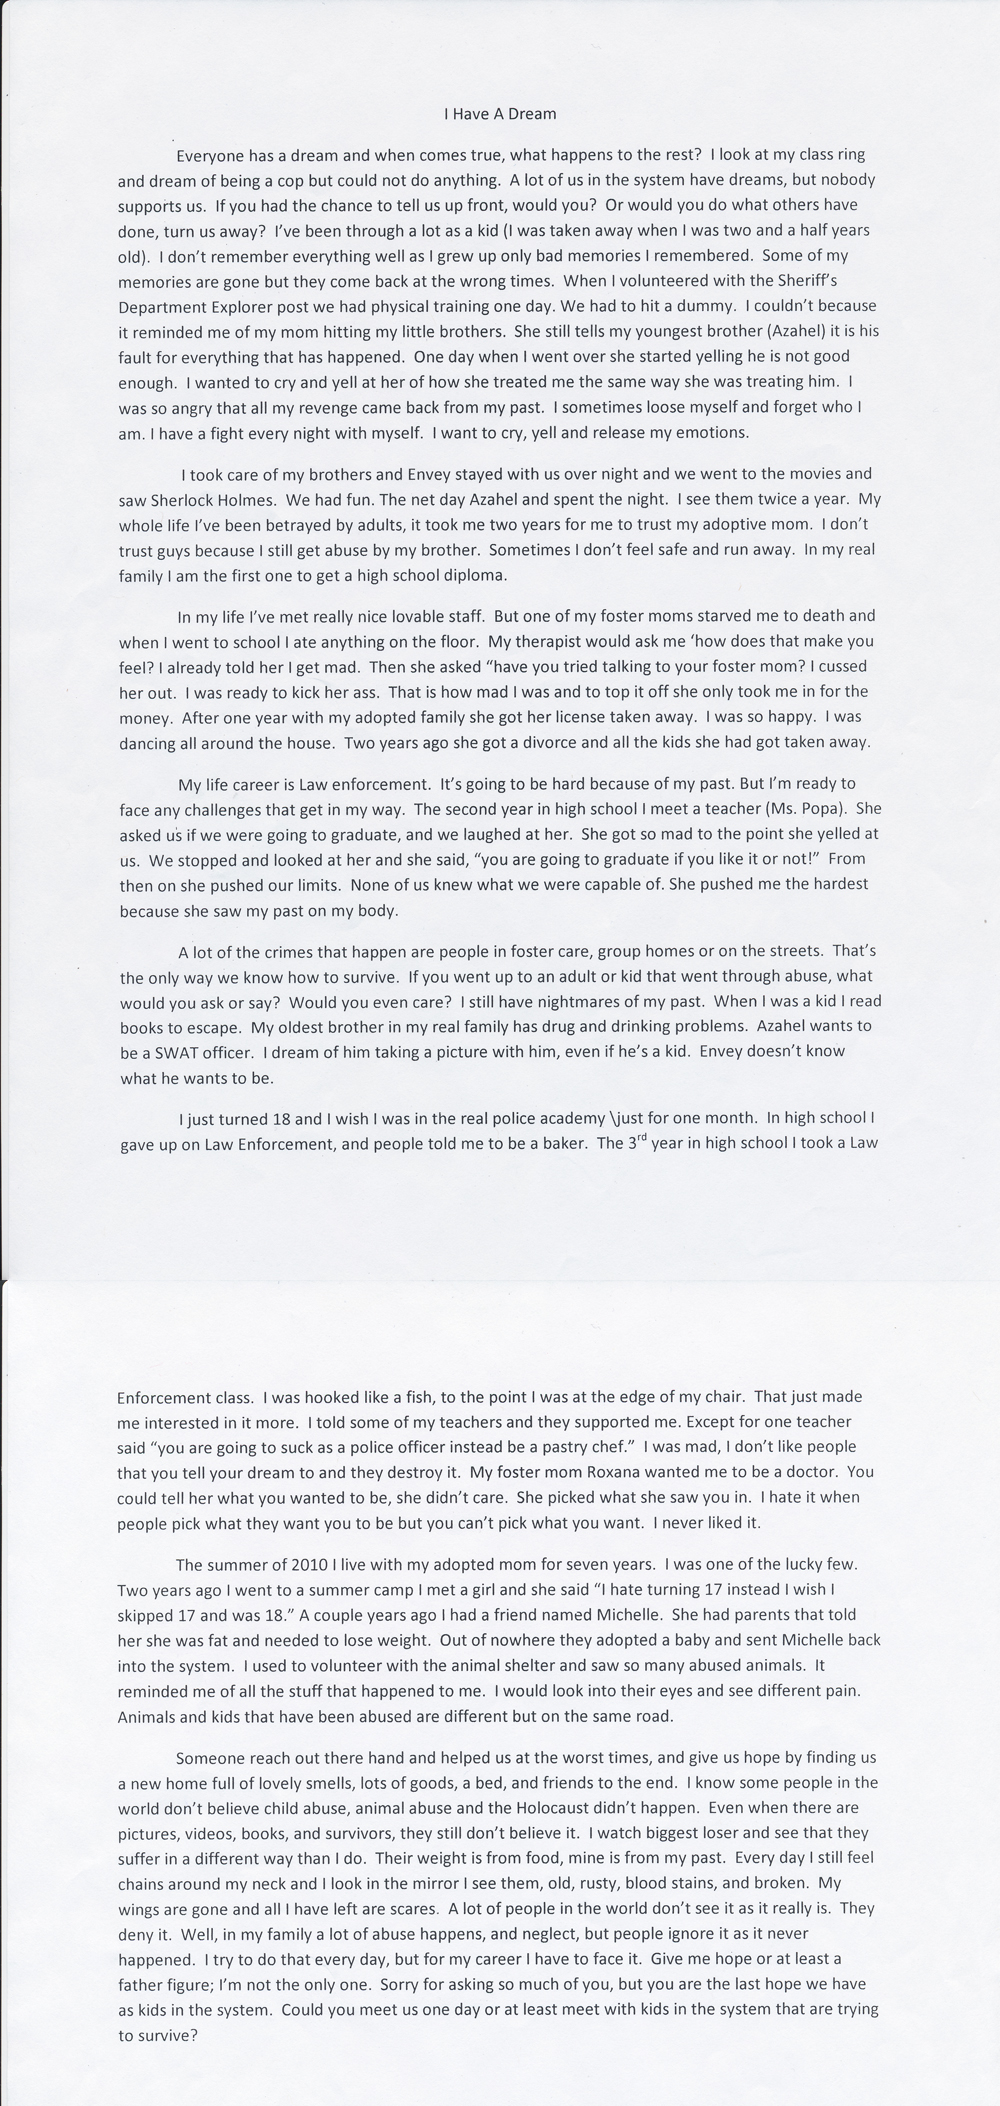 I Have A Dream
Everyone has a dream and when comes true, what happens to the rest?  I look at my class ring
and dream of being a cop but could not do anything.  A lot of us in the system have dreams, but nobody
supports us.  If you had the chance to tell us up front, would you?  Or would you do what others have
done, turn us away?  I've been through a lot as a kid (I was taken away when I was two and a half years
old).  I don't remember everything well as I grew up only bad memories I remembered.  Some of my
memories are gone but they come back at the wrong times.  When I volunteered with the Sheriff's
Department Explorer post we had physical training one day. We had to hit a dummy.  I couldn't because
it reminded me of my mom hitting my little brothers.  She still tells my youngest brother (Azahel) it is his
fault for everything that has happened.  One day when I went over she started yelling he is not good
enough.  I wanted to cry and yell at her of how she treated me the same way she was treating him.  I
was so angry that all my revenge came back from my past.  I sometimes loose myself and forget who I
am. I have a fight every night with myself.  I want to cry, yell and release my emotions.
I took care of my brothers and Envey stayed with us over night and we went to the movies and
saw Sherlock Holmes.  We had fun. The net day Azahel and spent the night.  I see them twice a year.  My
whole life I've been betrayed by adults, it took me two years for me to trust my adoptive mom.  I don't
trust guys because I still get abuse by my brother.  Sometimes I don't feel safe and run away.  In my real
family I am the first one to get a high school diploma.
In my life I've met really nice lovable staff.  But one of my foster moms starved me to death and
when I went to school I ate anything on the floor.  My therapist would ask me 'how does that make you
feel? I already told her I get mad.  Then she asked "have you tried talking to your foster mom? I cussed
her out.  I was ready to kick her ass.  That is how mad I was and to top it off she only took me in for the
money.  After one year with my adopted family she got her license taken away.  I was so happy.  I was
dancing all around the house.  Two years ago she got a divorce and all the kids she had got taken away.
My life career is Law enforcement.  It's going to be hard because of my past. But I'm ready to
face any challenges that get in my way.  The second year in high school I meet a teacher (Ms. Popa).  She
asked us if we were going to graduate, and we laughed at her.  She got so mad to the point she yelled at
us.  We stopped and looked at her and she said, "you are going to graduate if you like it or not!"  From
then on she pushed our limits.  None of us knew what we were capable of. She pushed me the hardest
because she saw my past on my body.
A lot of the crimes that happen are people in foster care, group homes or on the streets.  That's
the only way we know how to survive.  If you went up to an adult or kid that went through abuse, what
would you ask or say?  Would you even care?  I still have nightmares of my past.  When I was a kid I read
books to escape.  My oldest brother in my real family has drug and drinking problems.  Azahel wants to
be a SWAT officer.  I dream of him taking a picture with him, even if he's a kid.  Envey doesn't know
what he wants to be.
I just turned 18 and I wish I was in the real police academy \just for one month.  In high school I
gave up on Law Enforcement, and people told me to be a baker.  The 3rd year in high school I took a Law
Enforcement class.  I was hooked like a fish, to the point I was at the edge of my chair.  That just made
me interested in it more.  I told some of my teachers and they supported me. Except for one teacher
said "you are going to suck as a police officer instead be a pastry chef."  I was mad, I don't like people
that you tell your dream to and they destroy it.  My foster mom Roxana wanted me to be a doctor.  You
could tell her what you wanted to be, she didn't care.  She picked what she saw you in.  I hate it when
people pick what they want you to be but you can't pick what you want.  I never liked it.
The summer of 2010 I live with my adopted mom for seven years.  I was one of the lucky few.
Two years ago I went to a summer camp I met a girl and she said "I hate turning 17 instead I wish I
skipped 17 and was 18." A couple years ago I had a friend named Michelle.  She had parents that told
her she was fat and needed to lose weight.  Out of nowhere they adopted a baby and sent Michelle back
into the system.  I used to volunteer with the animal shelter and saw so many abused animals.  It
reminded me of all the stuff that happened to me.  I would look into their eyes and see different pain.
Animals and kids that have been abused are different but on the same road.
Someone reach out there hand and helped us at the worst times, and give us hope by finding us
a new home full of lovely smells, lots of goods, a bed, and friends to the end.  I know some people in the
world don't believe child abuse, animal abuse and the Holocaust didn't happen.  Even when there are
pictures, videos, books, and survivors, they still don't believe it.  I watch biggest loser and see that they
suffer in a different way than I do.  Their weight is from food, mine is from my past.  Every day I still feel
chains around my neck and I look in the mirror I see them, old, rusty, blood stains, and broken.  My
wings are gone and all I have left are scares.  A lot of people in the world don't see it as it really is.  They
deny it.  Well, in my family a lot of abuse happens, and neglect, but people ignore it as it never
happened.  I try to do that every day, but for my career I have to face it.  Give me hope or at least a
father figure; I'm not the only one.  Sorry for asking so much of you, but you are the last hope we have
as kids in the system.  Could you meet us one day or at least meet with kids in the system that are trying
to survive?